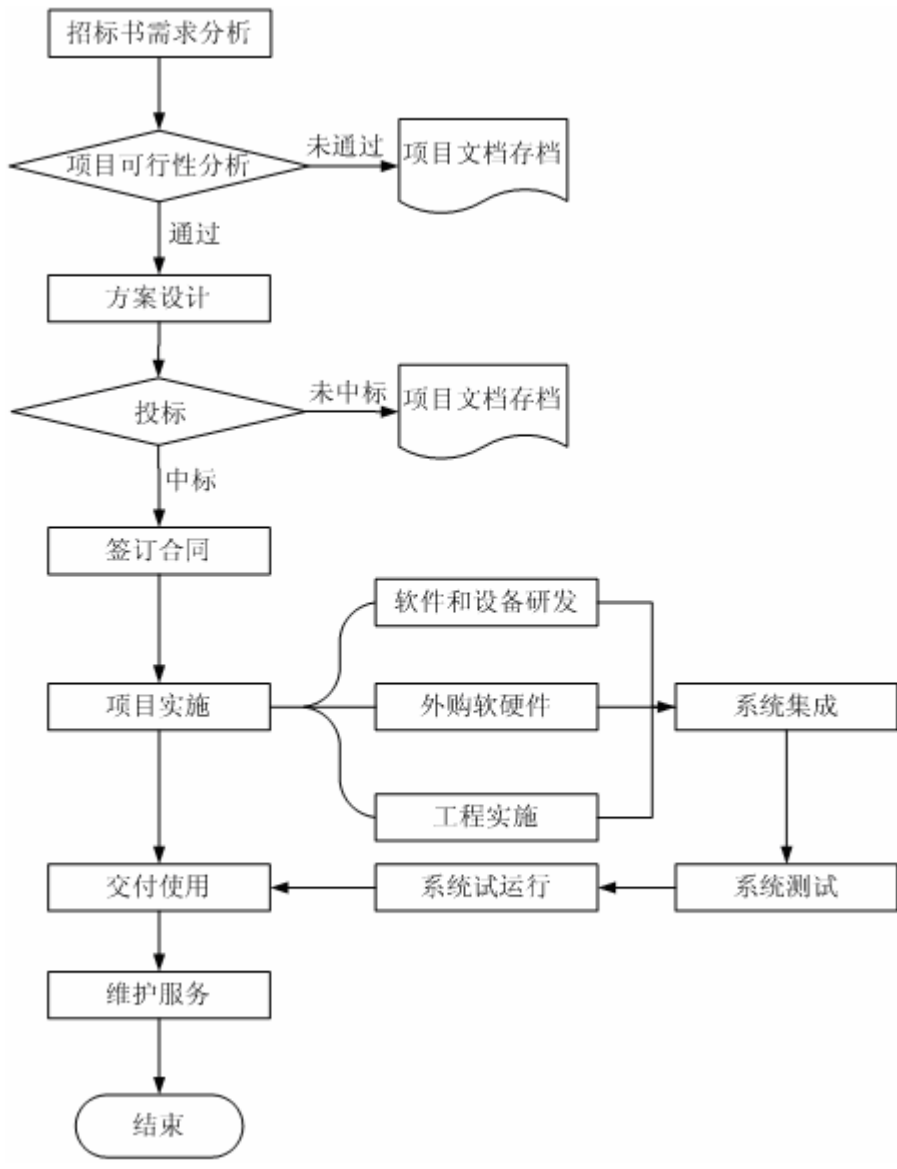 招标书需求分析
项目可行性分析
未通过
项目文档存档
通过
方案设计
投标
未中标
项目文档存档
中标
签订合同
软件和设备研发
项目实施
外购软硬件
系统集成
工程实施
交付使用
系统试运行
系统测试
维护服务
结束